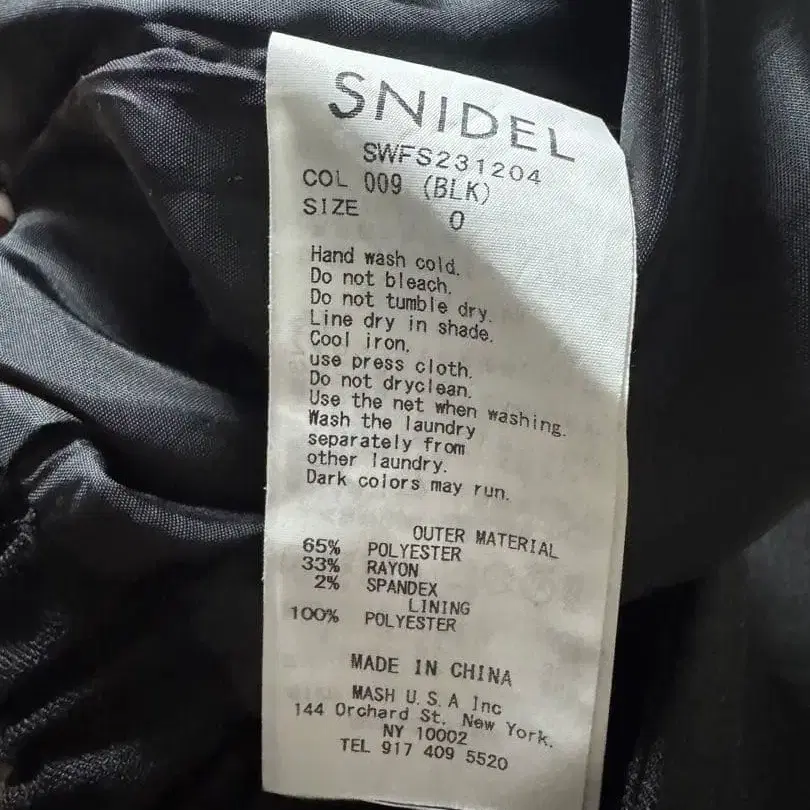 SNIDEL
SWFS231204
COL 009 (BLK)
SIZE 0
Hand wash cold.
Do not bleach.
Do not tumble dry.
Line dry in shade.
Cool iron.
use press cloth.
Do not dryclean.
Use the net when washing.
Wash the laundry
separately from
other laundry.
Dark colors may run.
OUTER MATERIAL
65% POLYESTER
33% RAYON
2% SPANDEX
LINING
100% POLYESTER
MADE IN CHINA
MASH U.S.A Inc
144 Orchard St. New York.
NY 10002
TEL 917 409 5520